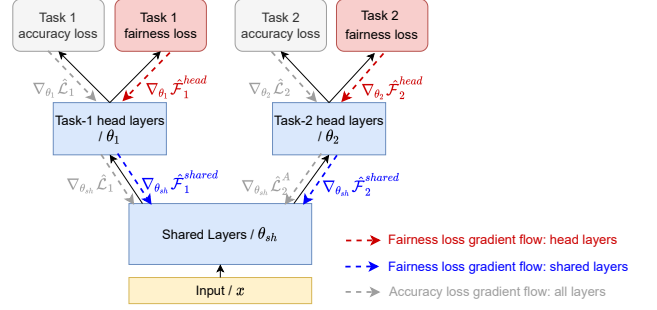 Task 1
accuracy loss
Task 1
fairness loss
Task 2
accuracy loss
Task 2
fairness loss
∇θ₁ L̂₁
∇θ₁ F̂₁^head
∇θ₂ L̂₂
∇θ₂ F̂₂^head
Task-1 head layers
/ θ₁
Task-2 head layers
/ θ₂
∇θsh L̂₁
∇θsh F̂₁^shared
∇θsh L̂₂^A
∇θsh F̂₂^shared
Shared Layers / θsh
Input / x
Fairness loss gradient flow: head layers
Fairness loss gradient flow: shared layers
Accuracy loss gradient flow: all layers